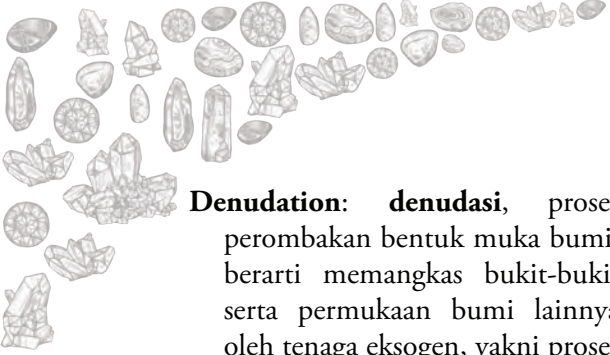 Denudation: denudasi, prose
perombakan bentuk muka bumi
berarti memangkas bukit-buki
serta permukaan bumi lainnya
oleh tenaga eksogen, yakni prose